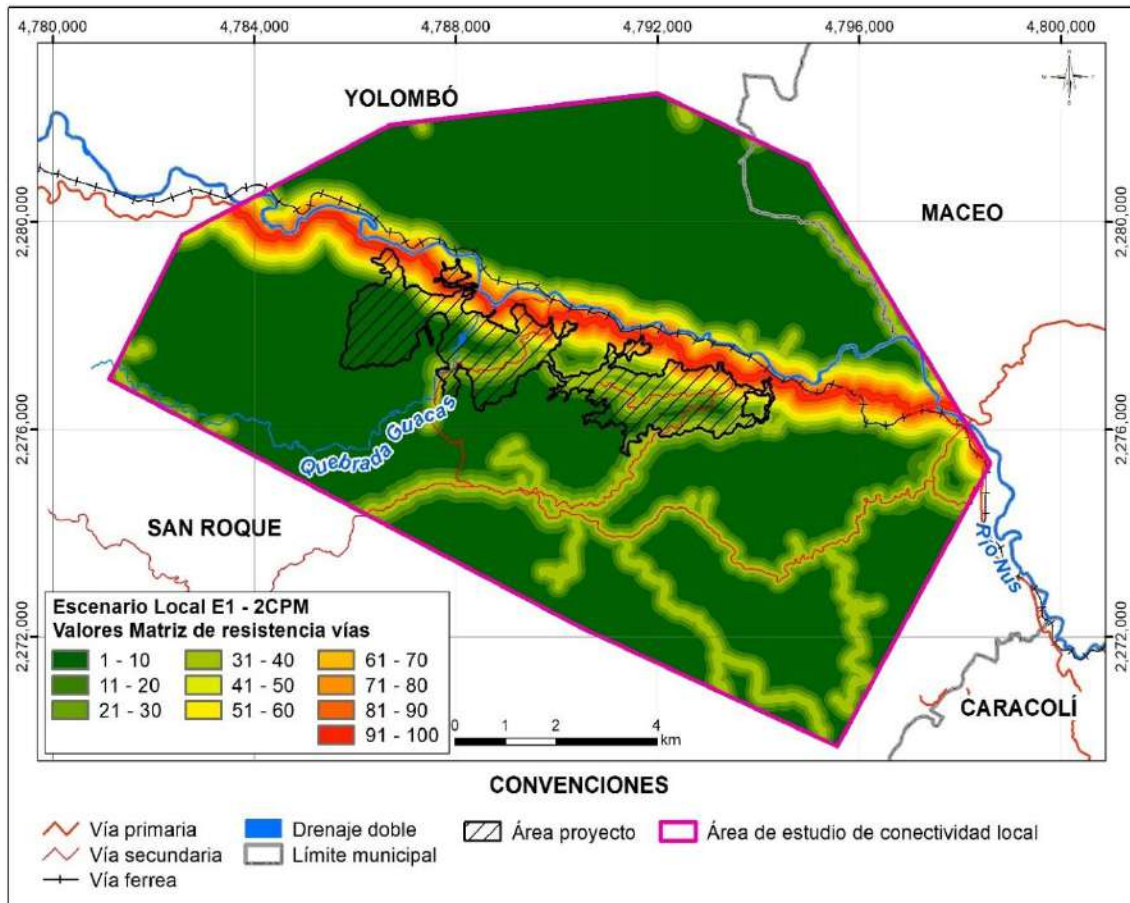 4,780,000 4,784,000 4,788,000 4,792,000 4,796,000 4,800,000
YOLOMBÓ
MACEO
2,280,000 2,280,000
2,276,000 2,276,000
Quebrada Guacas
SAN ROQUE
Río Nus
2,272,000 2,272,000
CARACOLÍ
Escenario Local E1 - 2CPM
Valores Matriz de resistencia vías
1 - 10 31 - 40 61 - 70
11 - 20 41 - 50 71 - 80
21 - 30 51 - 60 81 - 90
91 - 100
0 1 2 4
km
CONVENCIONES
Vía primaria Drenaje doble Área proyecto Área de estudio de conectividad local
Vía secundaria Límite municipal
Vía ferrea